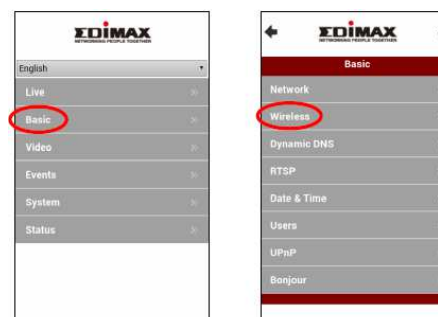 EDIMAX
NETWORKING PEOPLE TOGETHER
English
Live
Basic
Video
Events
System
Status
EDIMAX
NETWORKING PEOPLE TOGETHER
Basic
Network
Wireless
Dynamic DNS
RTSP
Date & Time
Users
UPnP
Bonjour